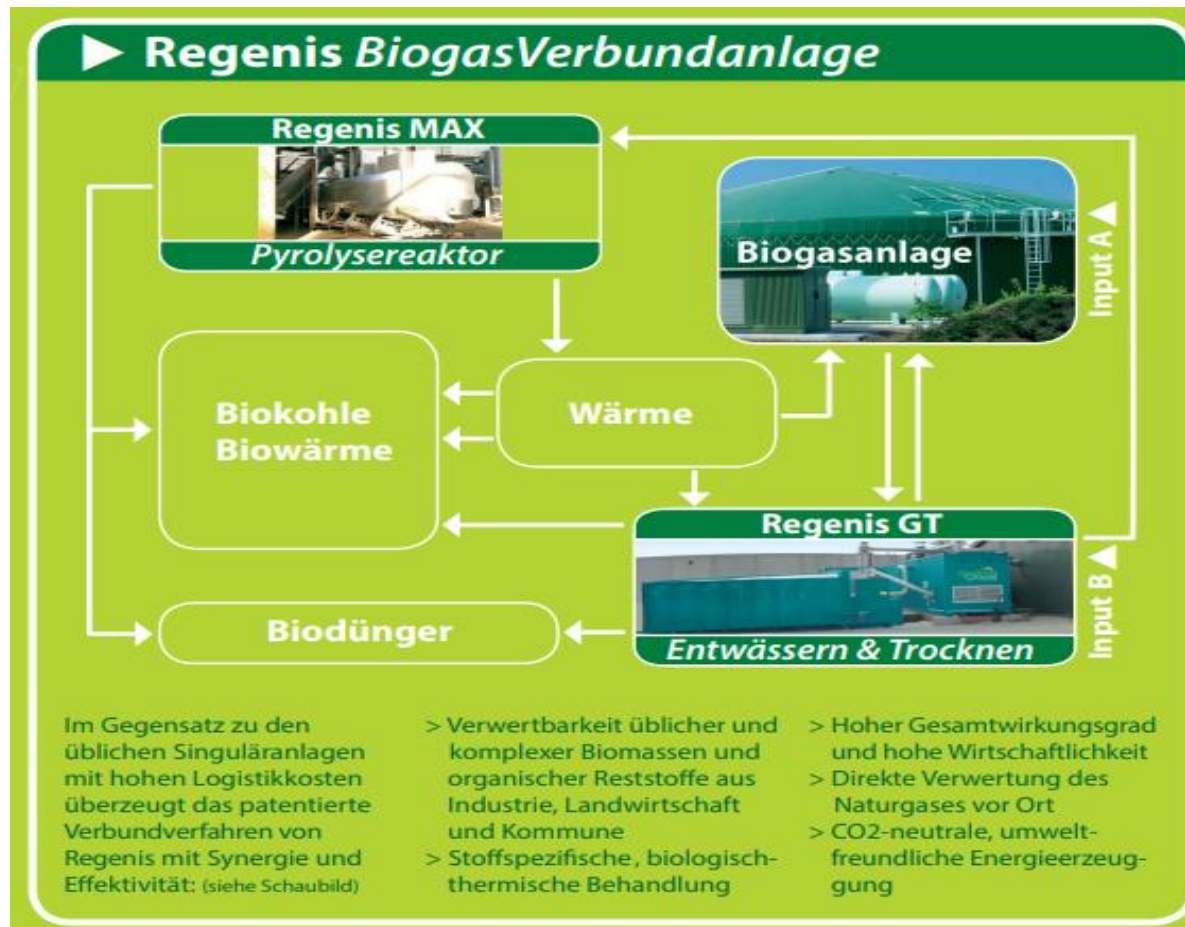 ▶ Regenis BiogasVerbundanlage
Regenis MAX
Pyrolysereaktor
Biogasanlage
Input A ▶
Biokohle
Biowärme
Wärme
Regenis GT
Entwässern & Trocknen
Input B ▶
Biodünger
Im Gegensatz zu den
üblichen Singuläranlagen
mit hohen Logistikkosten
überzeugt das patentierte
Verbundverfahren von
Regenis mit Synergie und
Effektivität: (siehe Schaubild)
> Verwertbarkeit üblicher und
komplexer Biomassen und
organischer Reststoffe aus
Industrie, Landwirtschaft
und Kommune
> Stoffspezifische, biologisch-
thermische Behandlung
> Hoher Gesamtwirkungsgrad
und hohe Wirtschaftlichkeit
> Direkte Verwertung des
Naturgases vor Ort
> CO2-neutrale, umwelt-
freundliche Energieerzeug-
gung